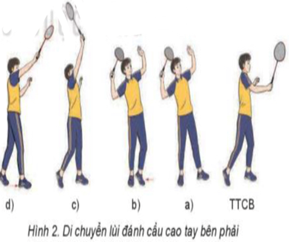 d) c) b) a) TTCB
Hình 2. Di chuyển lùi đánh cầu cao tay bên phải